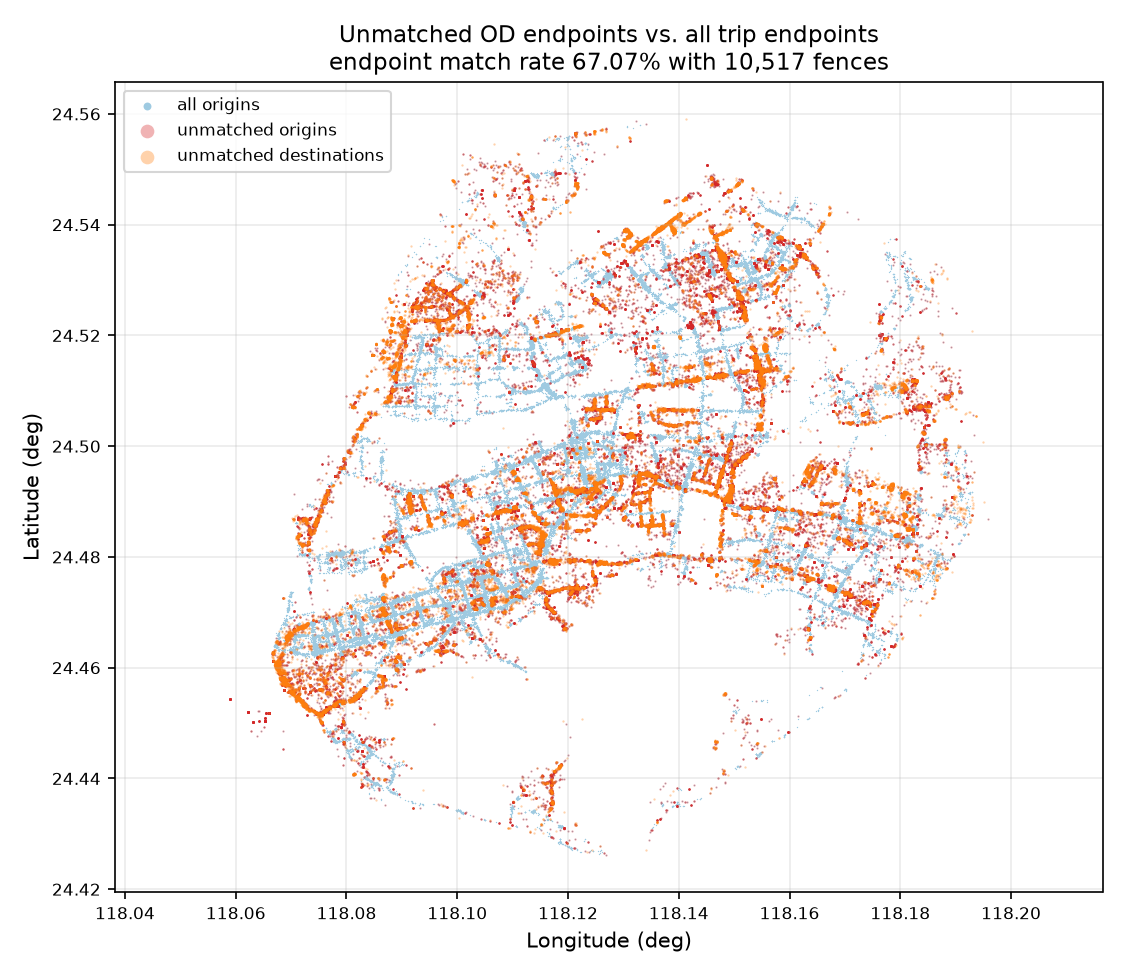 Unmatched OD endpoints vs. all trip endpoints
endpoint match rate 67.07% with 10,517 fences
all origins
unmatched origins
unmatched destinations
24.56
24.54
24.52
24.50
24.48
24.46
24.44
24.42
Latitude (deg)
118.04 118.06 118.08 118.10 118.12 118.14 118.16 118.18 118.20
Longitude (deg)